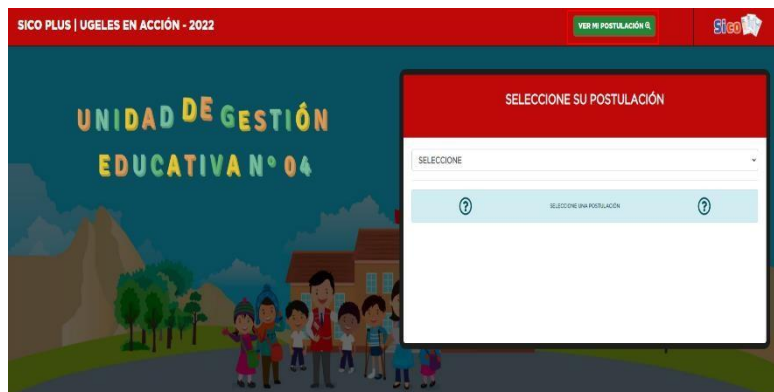 SICO PLUS | UGELES EN ACCIÓN - 2022
VER MI POSTULACIÓN
Sico
UNIDAD DE GESTIÓN
EDUCATIVA Nº 04
SELECCIONE SU POSTULACIÓN
SELECCIONE
SELECCIONE UNA POSTULACIÓN